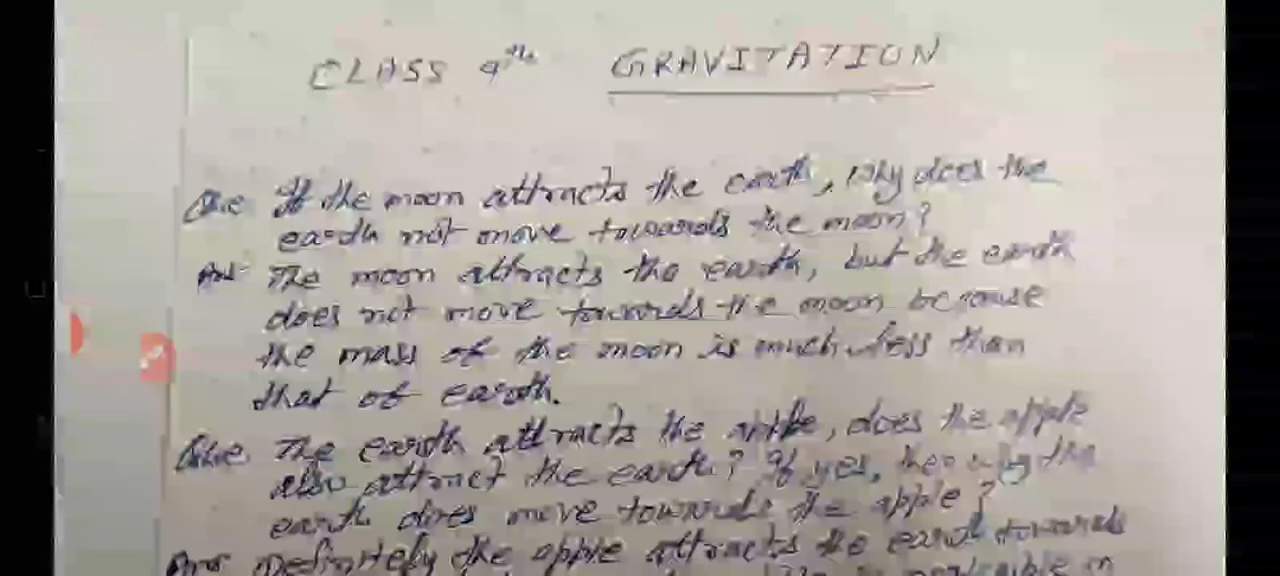 CLASS 9th GRAVITATION
Que If the moon attracts the earth, why does the
earth not move towards the moon?
Ans The moon attracts the earth, but the earth
does not move towards the moon because
the mass of the moon is much less than
that of earth.
Que The earth attracts the apple, does the apple
also attract the earth? If yes, then why the
earth does move towards the apple?
Ans Definitely the apple attracts the earth towards
is negligible in